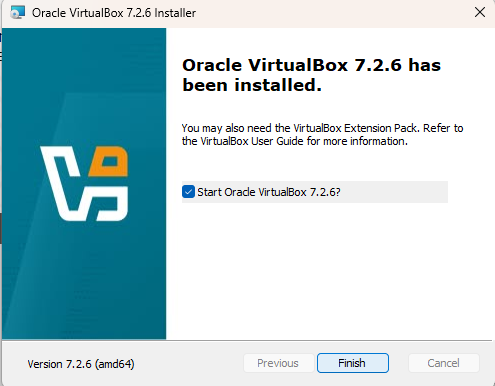 Oracle VirtualBox 7.2.6 Installer
Oracle VirtualBox 7.2.6 has
been installed.
You may also need the VirtualBox Extension Pack. Refer to
the VirtualBox User Guide for more information.
Start Oracle VirtualBox 7.2.6?
Version 7.2.6 (amd64)
Previous
Finish
Cancel